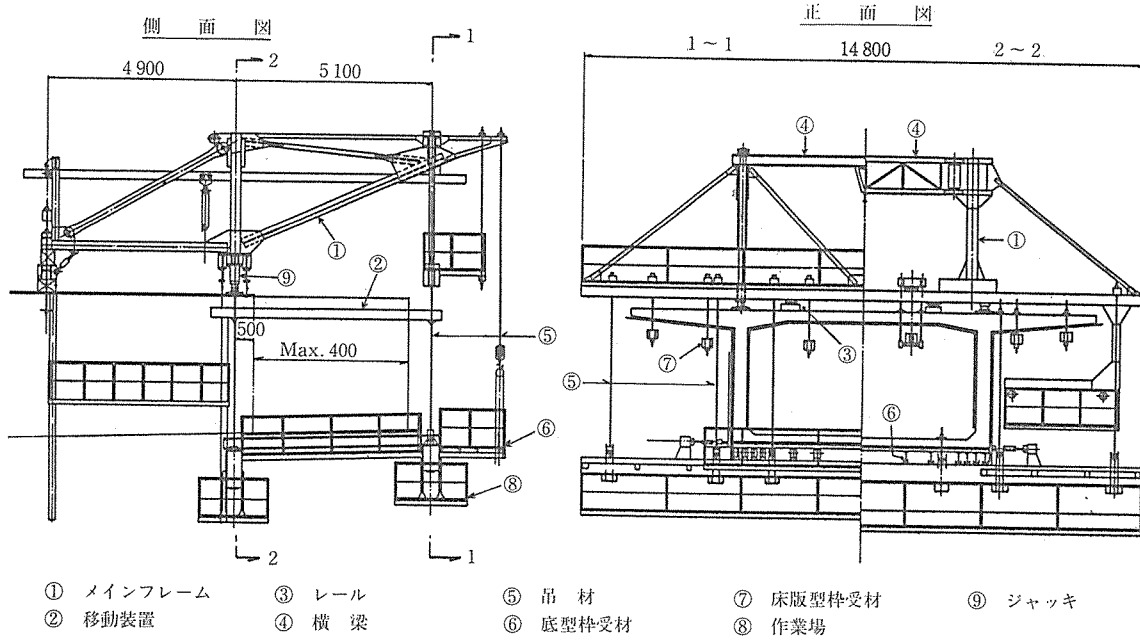 側面図
正面図
4 900
5 100
1
2
1～1
14 800
2～2
④
④
①
①
⑨
②
500
Max. 400
⑤
⑦
③
⑤
⑥
⑥
⑧
2
1
① メインフレーム
③ レール
⑤ 吊材
⑦ 床版型枠受材
⑨ ジャッキ
② 移動装置
④ 横梁
⑥ 底型枠受材
⑧ 作業場